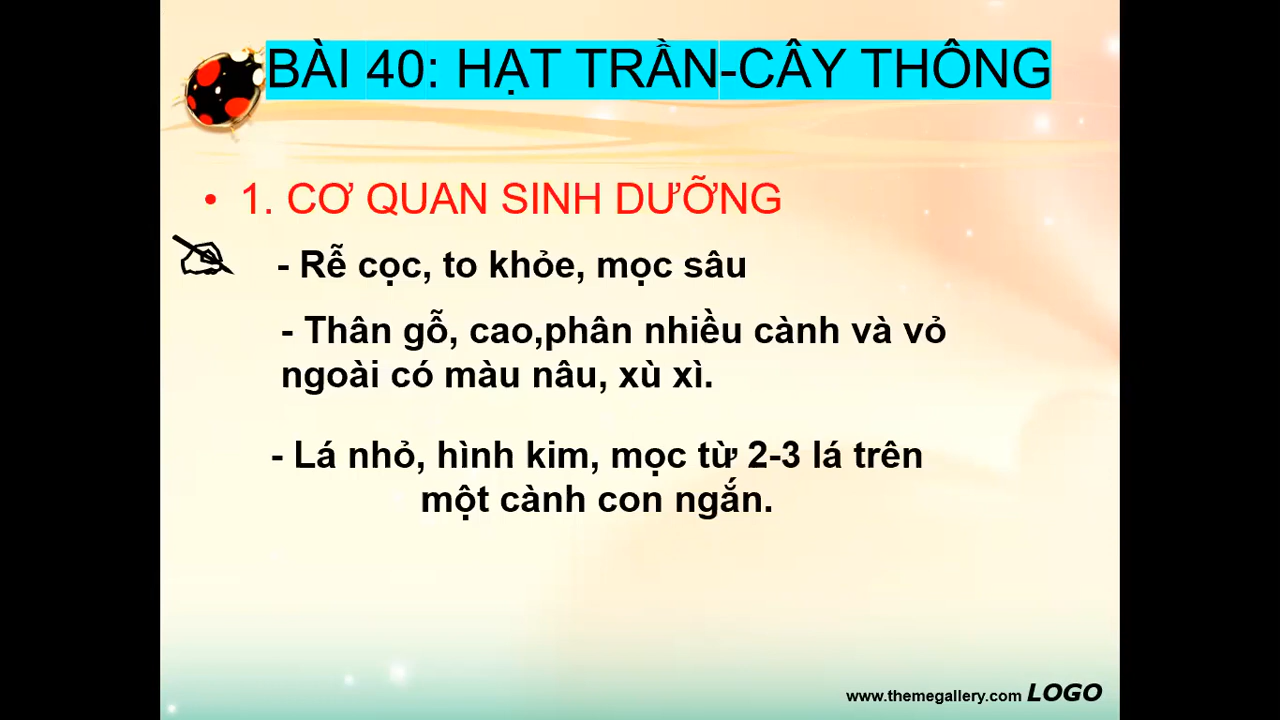 BÀI 40: HẠT TRẦN-CÂY THÔNG
• 1. CƠ QUAN SINH DƯỠNG
- Rễ cọc, to khỏe, mọc sâu
- Thân gỗ, cao,phân nhiều cành và vỏ
ngoài có màu nâu, xù xì.
- Lá nhỏ, hình kim, mọc từ 2-3 lá trên
một cành con ngắn.
www.themegallery.com LOGO